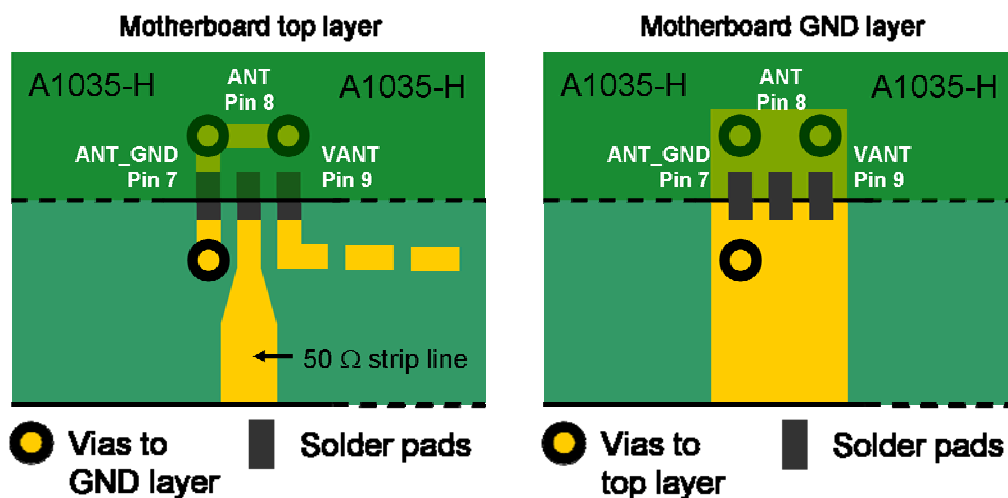 Motherboard top layer
A1035-H
ANT
Pin 8
A1035-H
ANT_GND
Pin 7
VANT
Pin 9
50 Ω strip line
Vias to
GND layer
Solder pads
Motherboard GND layer
A1035-H
ANT
Pin 8
A1035-H
ANT_GND
Pin 7
VANT
Pin 9
Vias to
top layer
Solder pads